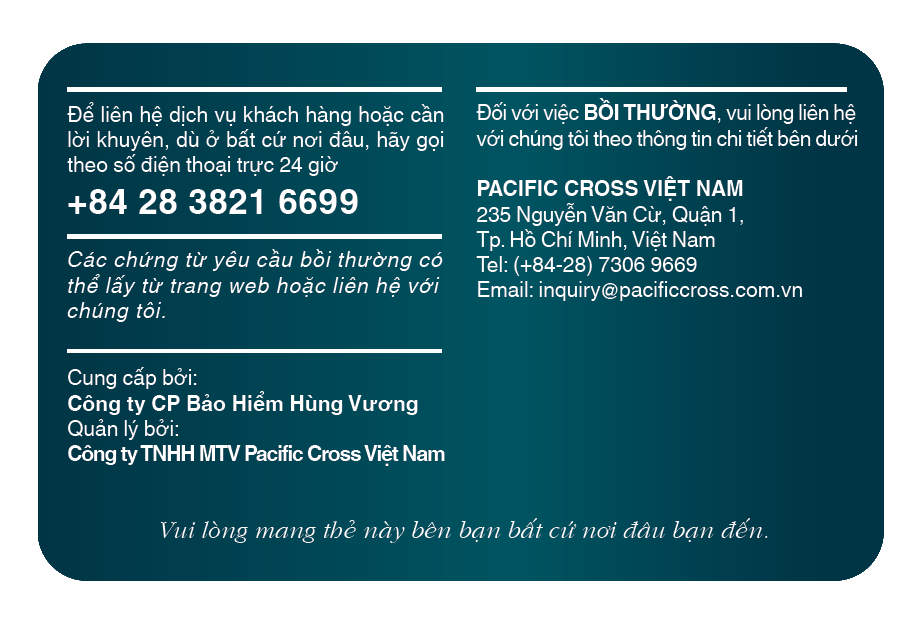 Để liên hệ dịch vụ khách hàng hoặc cần
lời khuyên, dù ở bất cứ nơi đâu, hãy gọi
theo số điện thoại trực 24 giờ
+84 28 3821 6699
Các chứng từ yêu cầu bồi thường có
thể lấy từ trang web hoặc liên hệ với
chúng tôi.
Cung cấp bởi:
Công ty CP Bảo Hiểm Hùng Vương
Quản lý bởi:
Công ty TNHH MTV Pacific Cross Việt Nam
Đối với việc BỒI THƯỜNG, vui lòng liên hệ
với chúng tôi theo thông tin chi tiết bên dưới
PACIFIC CROSS VIỆT NAM
235 Nguyễn Văn Cừ, Quận 1,
Tp. Hồ Chí Minh, Việt Nam
Tel: (+84-28) 7306 9669
Email: inquiry@pacificcross.com.vn
Vui lòng mang thẻ này bên bạn bất cứ nơi đâu bạn đến.